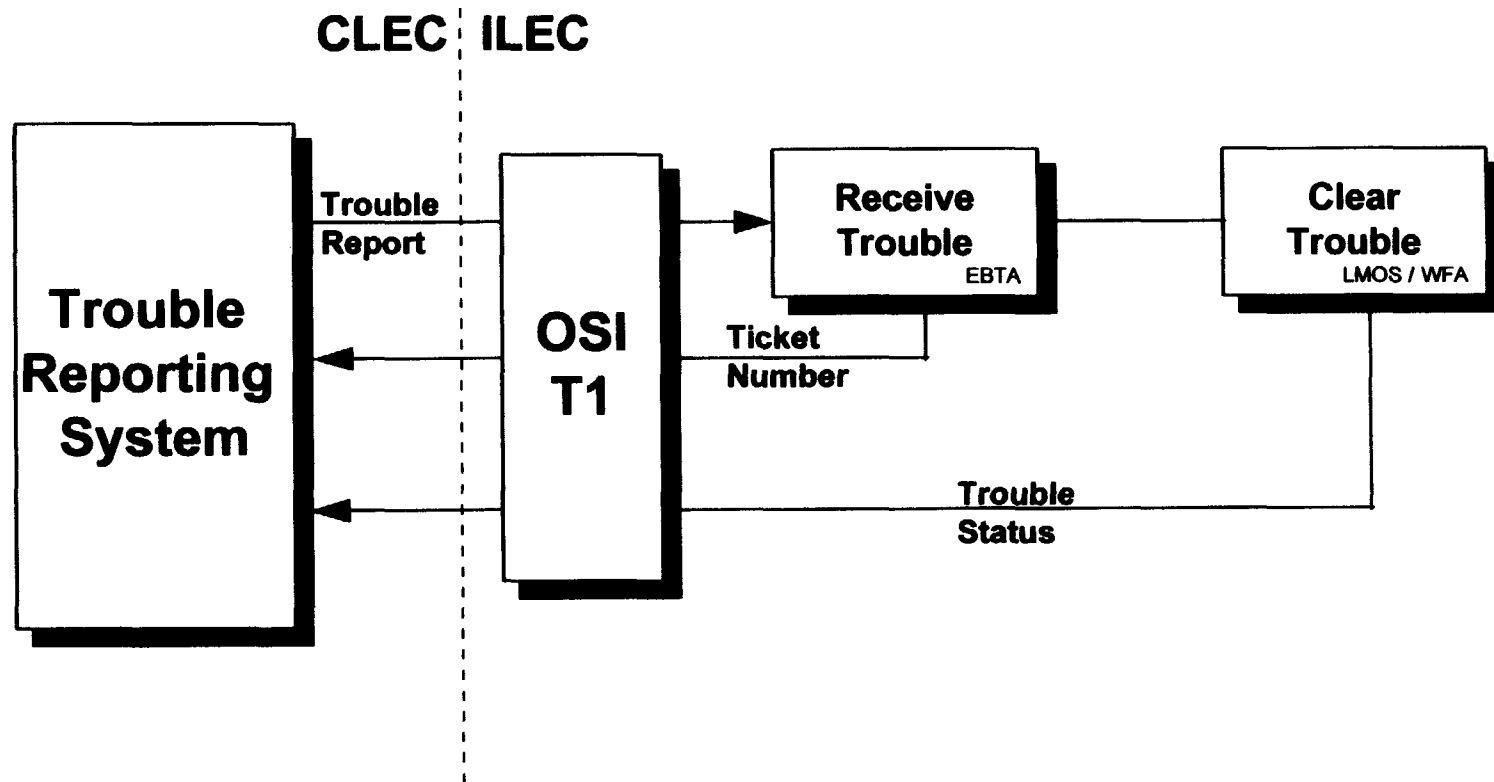 CLEC ILEC
Trouble
Reporting
System
Trouble
Report
OSI
T1
Receive
Trouble
EBTA
Clear
Trouble
LMOS / WFA
Ticket
Number
Trouble
Status